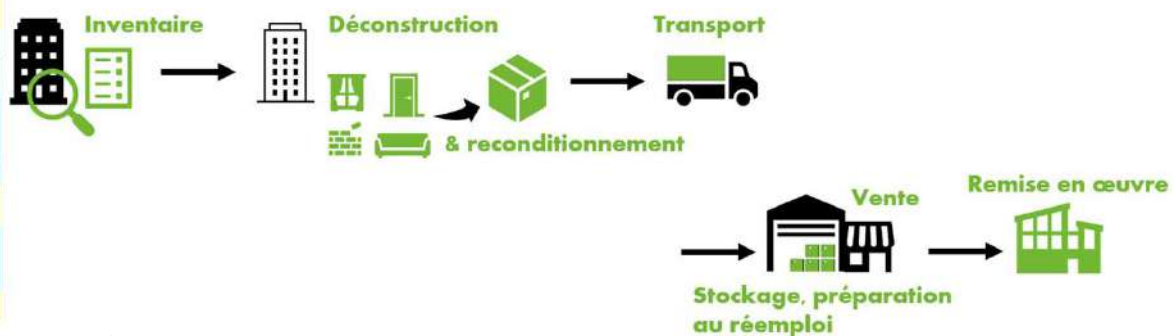 Inventaire
Déconstruction
Transport
& reconditionnement
Vente
Remise en œuvre
Stockage, préparation
au réemploi